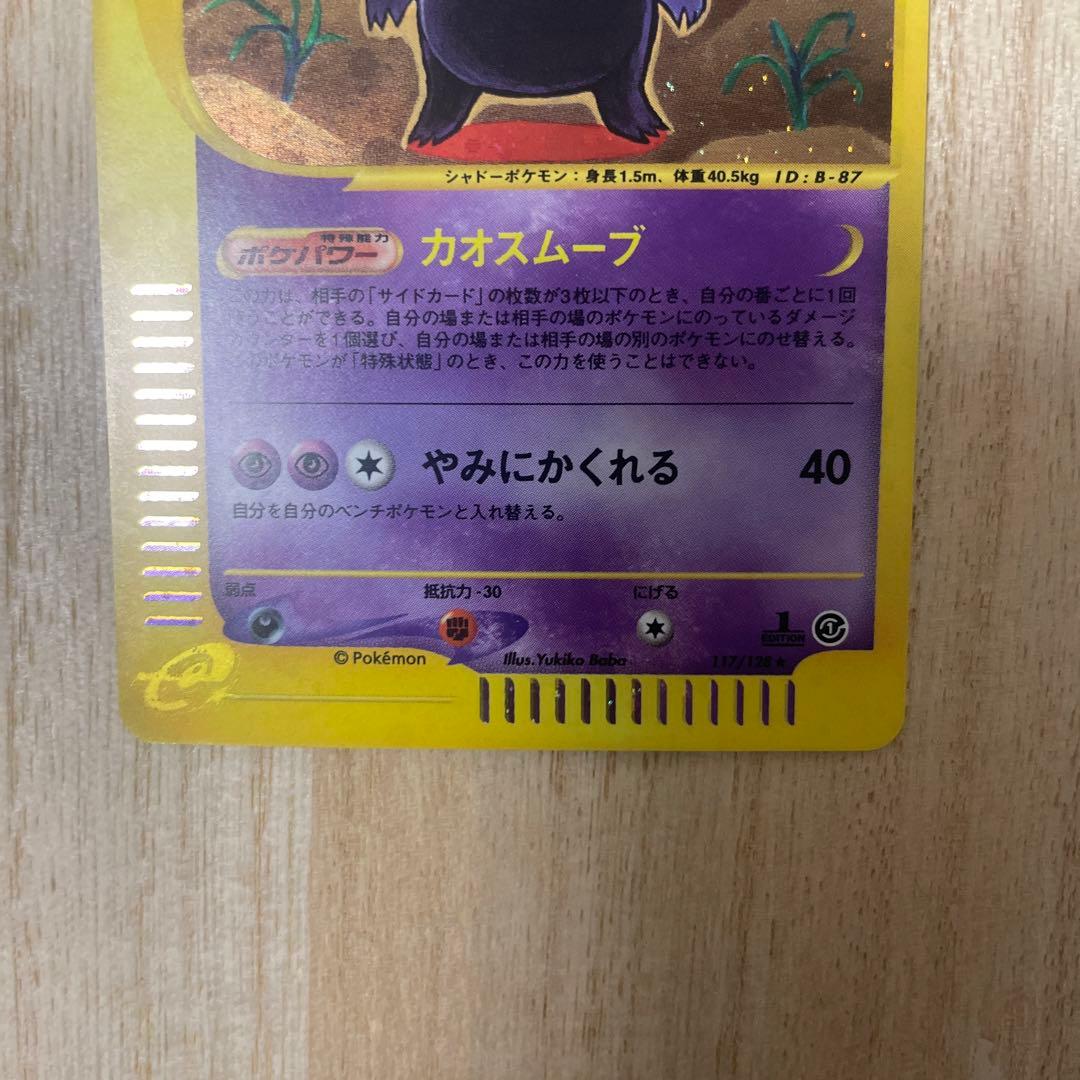 シャドーポケモン：身長1.5m、体重40.5kg ID：B-87
特殊能力
ポケパワー カオスムーブ
力は、相手の「サイドカード」の枚数が3枚以下のとき、自分の番ごとに1回
うことができる。自分の場または相手の場のポケモンにのっているダメージ
ウンターを1個選び、自分の場または相手の場の別のポケモンにのせ替える。
ポケモンが「特殊状態」のとき、この力を使うことはできない。
やみにかくれる 40
自分を自分のベンチポケモンと入れ替える。
弱点 抵抗力-30 にげる
1 EDITION
© Pokémon Illus. Yukiko Baba 117/128 ★